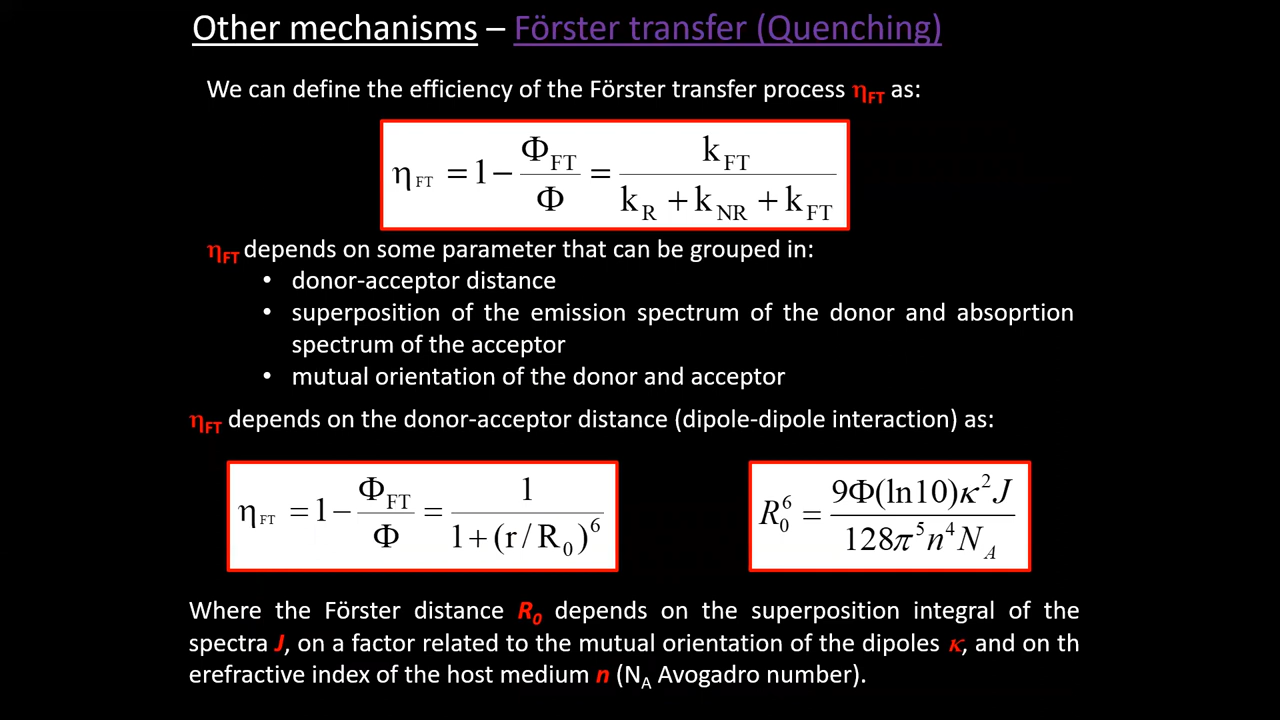 Other mechanisms – Förster transfer (Quenching)
We can define the efficiency of the Förster transfer process η_FT as:
η_FT = 1 − Φ_FT / Φ = k_FT / (k_R + k_NR + k_FT)
η_FT depends on some parameter that can be grouped in:
• donor-acceptor distance
• superposition of the emission spectrum of the donor and absoprtion
spectrum of the acceptor
• mutual orientation of the donor and acceptor
η_FT depends on the donor-acceptor distance (dipole-dipole interaction) as:
η_FT = 1 − Φ_FT / Φ = 1 / (1 + (r / R_0)^6)
R_0^6 = 9Φ(ln10)κ^2 J / (128π^5 n^4 N_A)
Where the Förster distance R_0 depends on the superposition integral of the
spectra J, on a factor related to the mutual orientation of the dipoles κ, and on th
erefractive index of the host medium n (N_A Avogadro number).